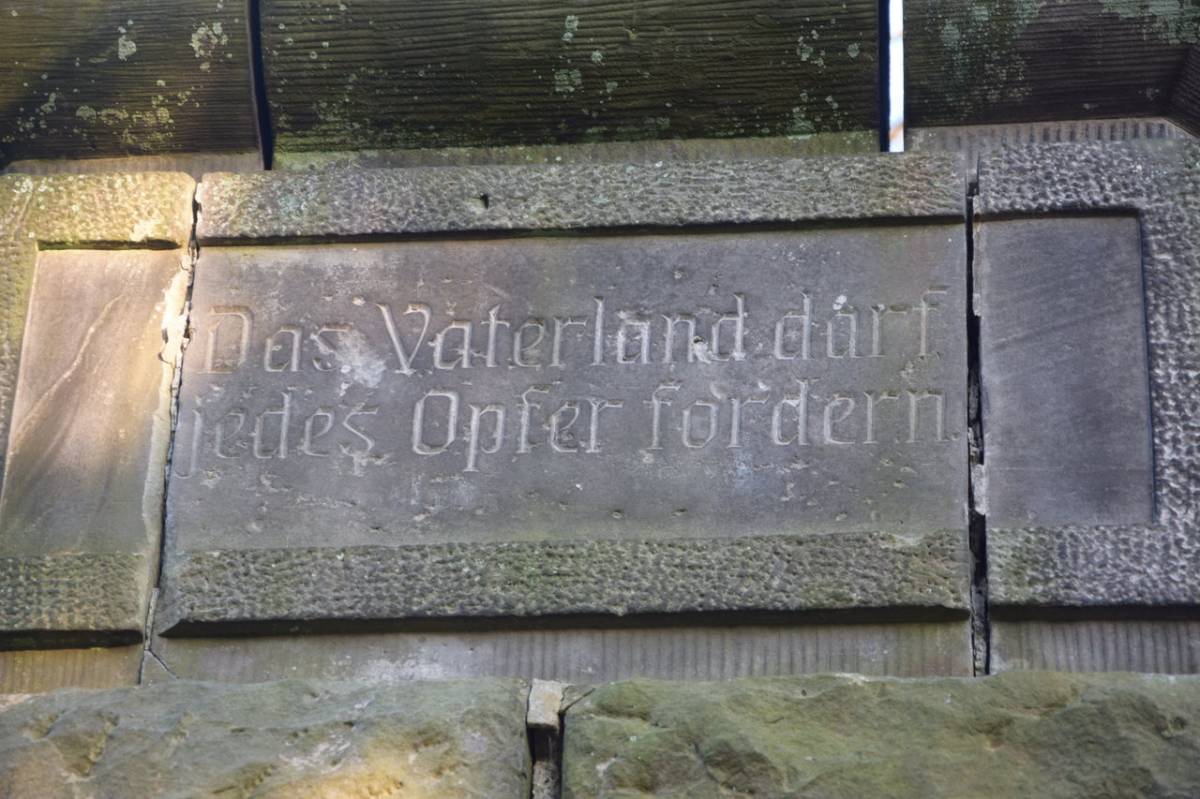 Das Vaterland darf
jedes Opfer fordern.